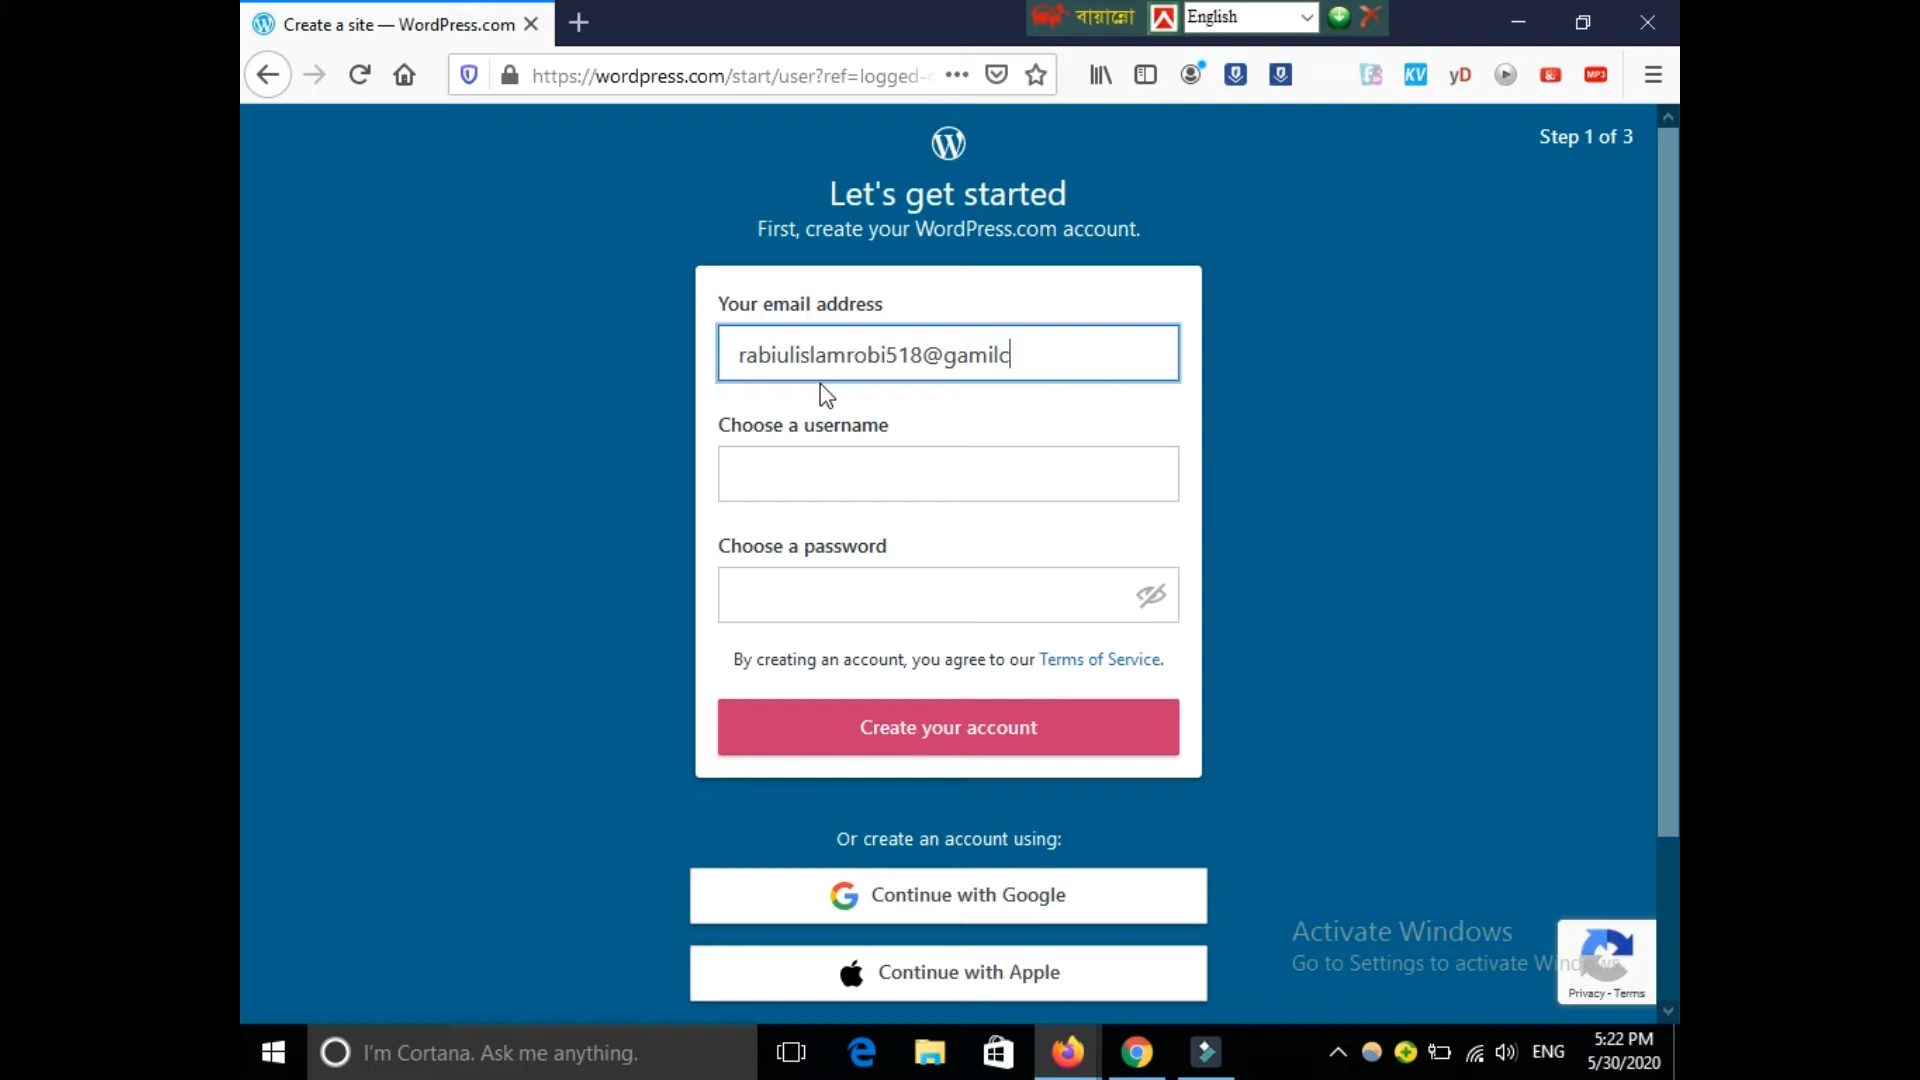 Create a site — WordPress.com
বায়ান্নো
English
https://wordpress.com/start/user?ref=logged-
KV
yD
MP3
Step 1 of 3
Let's get started
First, create your WordPress.com account.
Your email address
rabiulislamrobi518@gamilc
Choose a username
Choose a password
By creating an account, you agree to our Terms of Service.
Create your account
Or create an account using:
Continue with Google
Continue with Apple
Activate Windows
Go to Settings to activate Windows.
Privacy - Terms
I'm Cortana. Ask me anything.
ENG
5:22 PM
5/30/2020